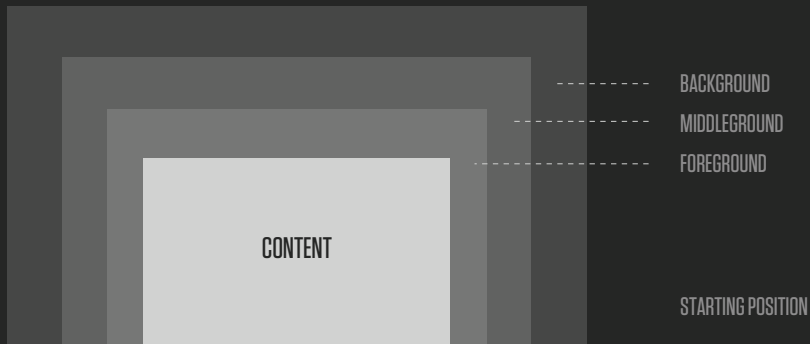 BACKGROUND
MIDDLEGROUND
FOREGROUND
CONTENT
STARTING POSITION